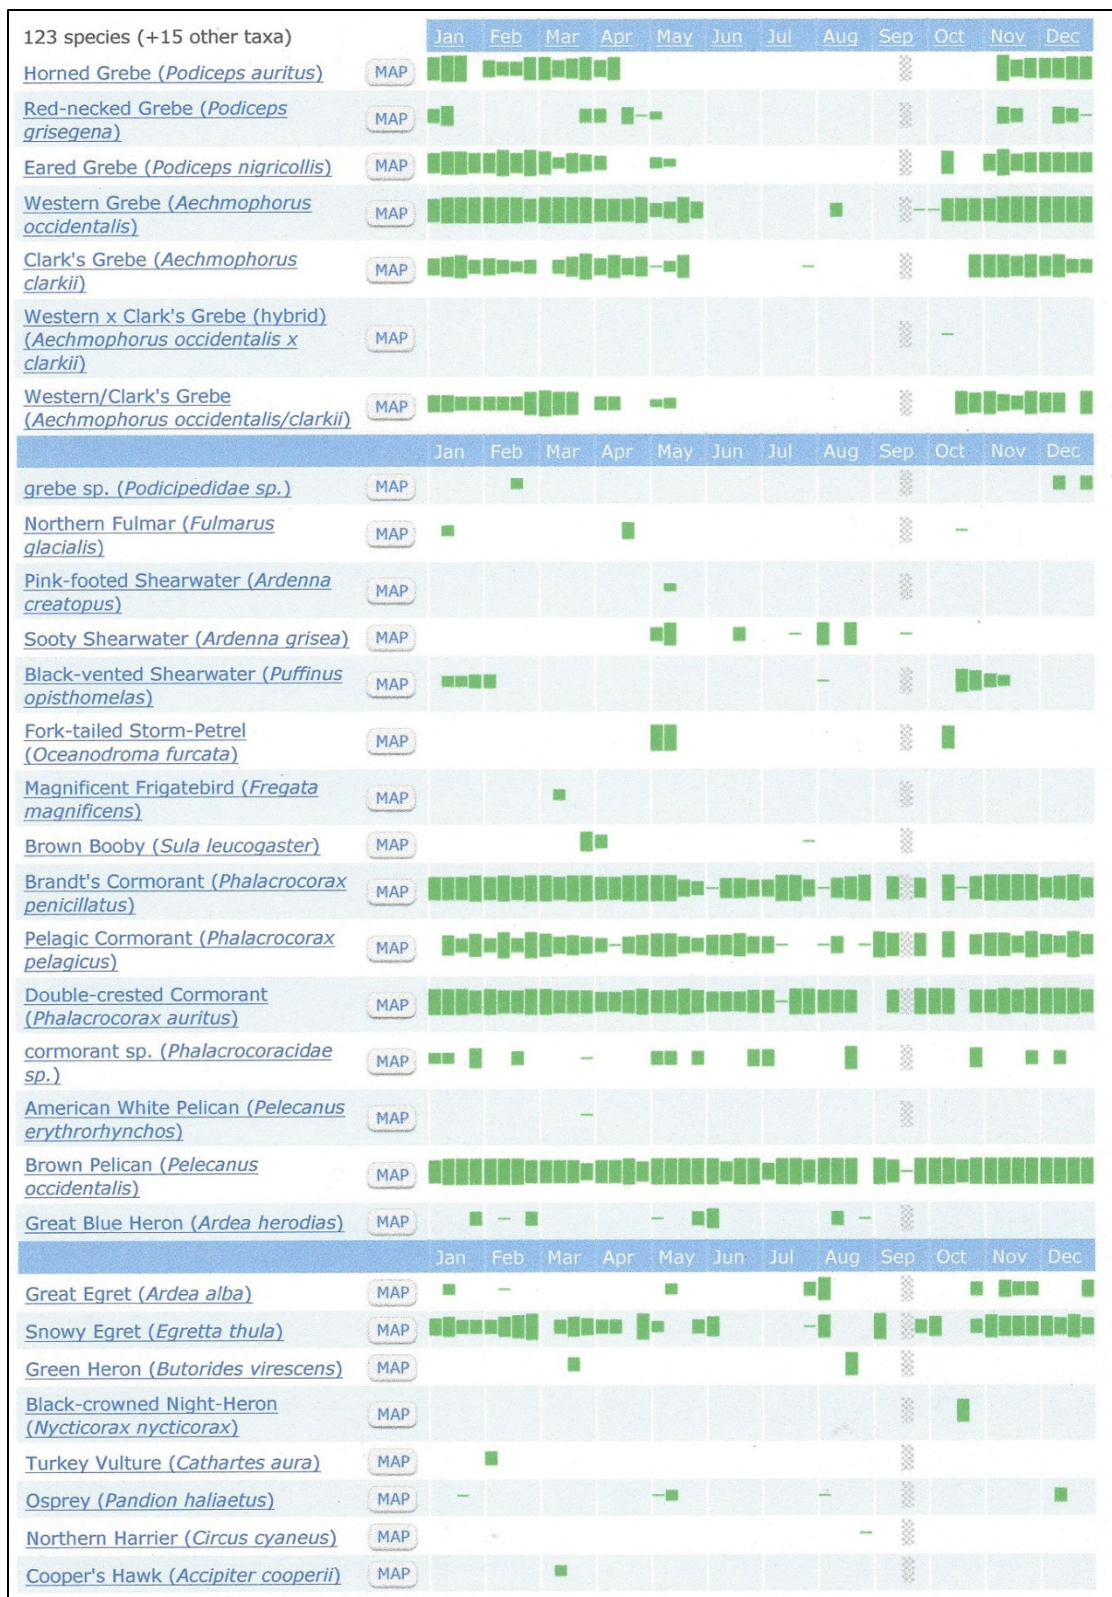 123 species (+15 other taxa) Jan Feb Mar Apr May Jun Jul Aug Sep Oct Nov Dec
Horned Grebe (Podiceps auritus) MAP
Red-necked Grebe (Podiceps
grisegena) MAP
Eared Grebe (Podiceps nigricollis) MAP
Western Grebe (Aechmophorus
occidentalis) MAP
Clark's Grebe (Aechmophorus
clarkii) MAP
Western x Clark's Grebe (hybrid)
(Aechmophorus occidentalis x MAP
clarkii)
Western/Clark's Grebe
(Aechmophorus occidentalis/clarkii) MAP
Jan Feb Mar Apr May Jun Jul Aug Sep Oct Nov Dec
grebe sp. (Podicipedidae sp.) MAP
Northern Fulmar (Fulmarus
glacialis) MAP
Pink-footed Shearwater (Ardenna
creatopus) MAP
Sooty Shearwater (Ardenna grisea) MAP
Black-vented Shearwater (Puffinus
opisthomelas) MAP
Fork-tailed Storm-Petrel
(Oceanodroma furcata) MAP
Magnificent Frigatebird (Fregata
magnificens) MAP
Brown Booby (Sula leucogaster) MAP
Brandt's Cormorant (Phalacrocorax
penicillatus) MAP
Pelagic Cormorant (Phalacrocorax
pelagicus) MAP
Double-crested Cormorant
(Phalacrocorax auritus) MAP
cormorant sp. (Phalacrocoracidae
sp.) MAP
American White Pelican (Pelecanus
erythrorhynchos) MAP
Brown Pelican (Pelecanus
occidentalis) MAP
Great Blue Heron (Ardea herodias) MAP
Jan Feb Mar Apr May Jun Jul Aug Sep Oct Nov Dec
Great Egret (Ardea alba) MAP
Snowy Egret (Egretta thula) MAP
Green Heron (Butorides virescens) MAP
Black-crowned Night-Heron
(Nycticorax nycticorax) MAP
Turkey Vulture (Cathartes aura) MAP
Osprey (Pandion haliaetus) MAP
Northern Harrier (Circus cyaneus) MAP
Cooper's Hawk (Accipiter cooperii) MAP